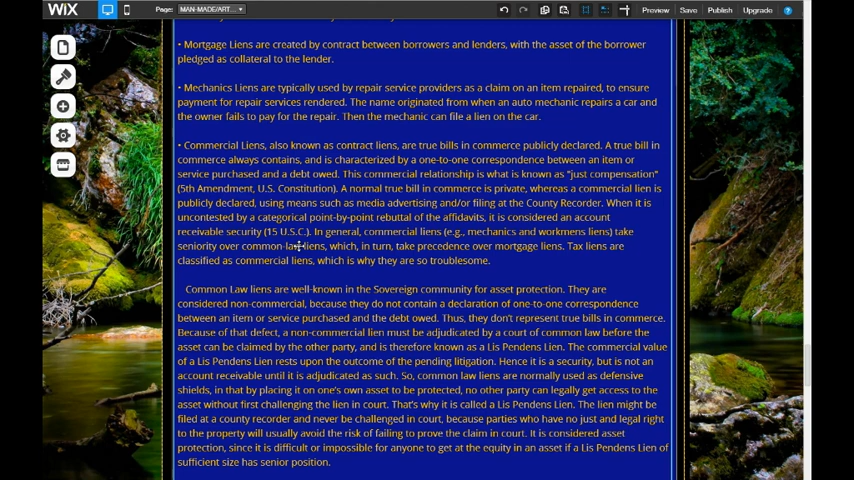 WIX
Page: MAN-MADE/ART...
Preview Save Publish Upgrade ?
• Mortgage Liens are created by contract between borrowers and lenders, with the asset of the borrower
pledged as collateral to the lender.
• Mechanics Liens are typically used by repair service providers as a claim on an item repaired, to ensure
payment for repair services rendered. The name originated from when an auto mechanic repairs a car and
the owner fails to pay for the repair. Then the mechanic can file a lien on the car.
• Commercial Liens, also known as contract liens, are true bills in commerce publicly declared. A true bill in
commerce always contains, and is characterized by a one-to-one correspondence between an item or
service purchased and a debt owed. This commercial relationship is what is known as "just compensation"
(5th Amendment, U.S. Constitution). A normal true bill in commerce is private, whereas a commercial lien is
publicly declared, using means such as media advertising and/or filing at the County Recorder. When it is
uncontested by a categorical point-by-point rebuttal of the affidavits, it is considered an account
receivable security (15 U.S.C.). In general, commercial liens (e.g., mechanics and workmens liens) take
seniority over common-law liens, which, in turn, take precedence over mortgage liens. Tax liens are
classified as commercial liens, which is why they are so troublesome.
Common Law liens are well-known in the Sovereign community for asset protection. They are
considered non-commercial, because they do not contain a declaration of one-to-one correspondence
between an item or service purchased and the debt owed. Thus, they don't represent true bills in commerce.
Because of that defect, a non-commercial lien must be adjudicated by a court of common law before the
asset can be claimed by the other party, and is therefore known as a Lis Pendens Lien. The commercial value
of a Lis Pendens Lien rests upon the outcome of the pending litigation. Hence it is a security, but is not an
account receivable until it is adjudicated as such. So, common law liens are normally used as defensive
shields, in that by placing it on one's own asset to be protected, no other party can legally get access to the
asset without first challenging the lien in court. That's why it is called a Lis Pendens Lien. The lien might be
filed at a county recorder and never be challenged in court, because parties who have no just and legal right
to the property will usually avoid the risk of failing to prove the claim in court. It is considered asset
protection, since it is difficult or impossible for anyone to get at the equity in an asset if a Lis Pendens Lien of
sufficient size has senior position.